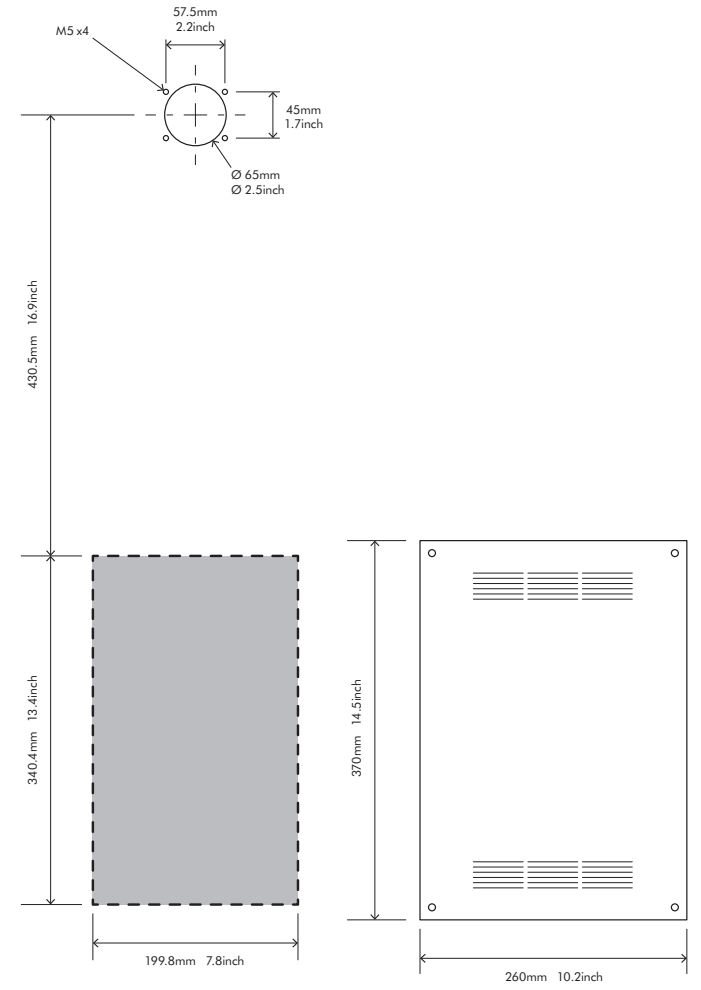 57.5mm
2.2inch
M5 x4
45mm
1.7inch
Ø 65mm
Ø 2.5inch
430.5mm 16.9inch
340.4mm 13.4inch
370mm 14.5inch
199.8mm 7.8inch
260mm 10.2inch